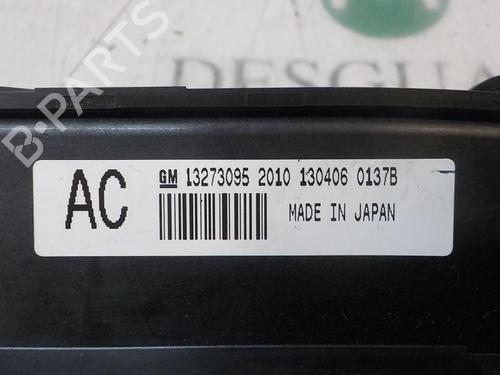 DESGUA
AC
GM 13273095 2010 130406 0137B
MADE IN JAPAN
B-PARTS